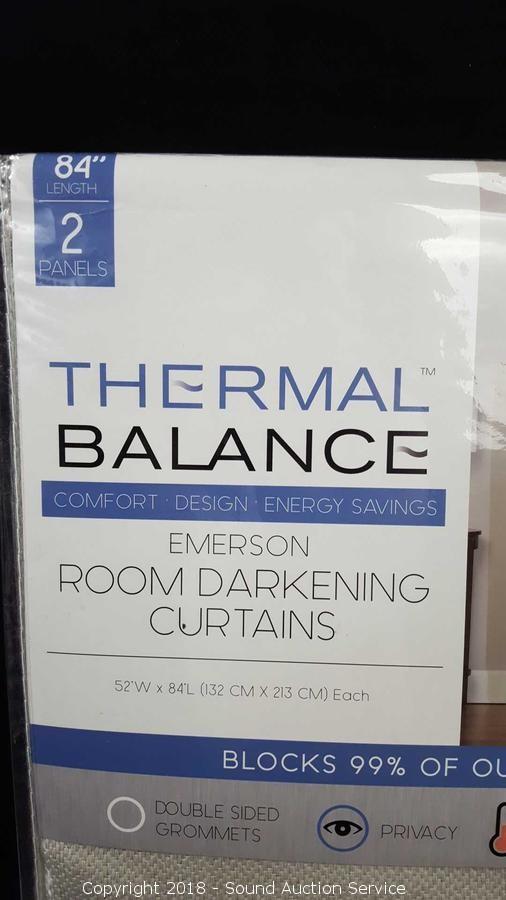 84"
LENGTH
2
PANELS
THERMAL™
BALANCE
COMFORT · DESIGN · ENERGY SAVINGS
EMERSON
ROOM DARKENING
CURTAINS
52"W x 84"L (132 CM X 213 CM) Each
BLOCKS 99% OF
DOUBLE SIDED
GROMMETS
PRIVACY
Copyright 2018 - Sound Auction Service